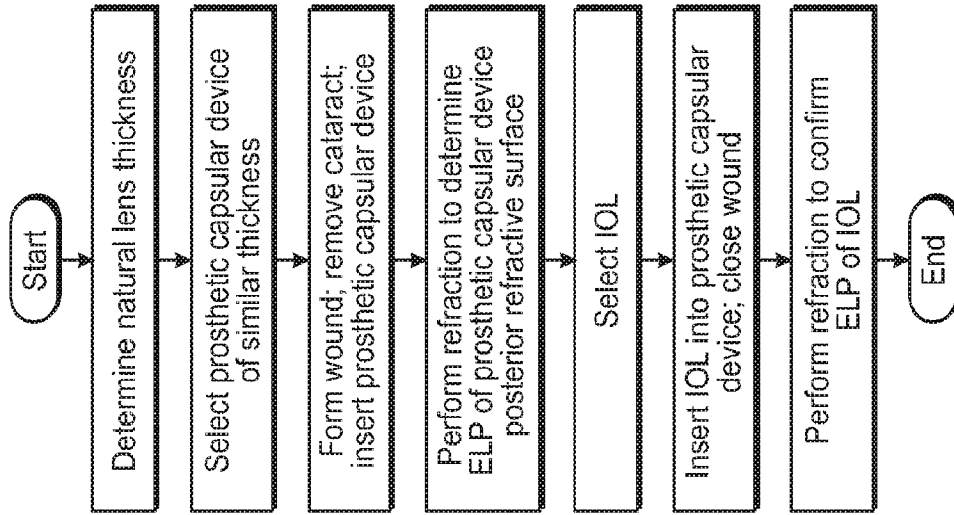 Start
Determine natural lens thickness
Select prosthetic capsular device
of similar thickness
Form wound; remove cataract;
insert prosthetic capsular device
Perform refraction to determine
ELP of prosthetic capsular device
posterior refractive surface
Select IOL
Insert IOL into prosthetic capsular
device; close wound
Perform refraction to confirm
ELP of IOL
End